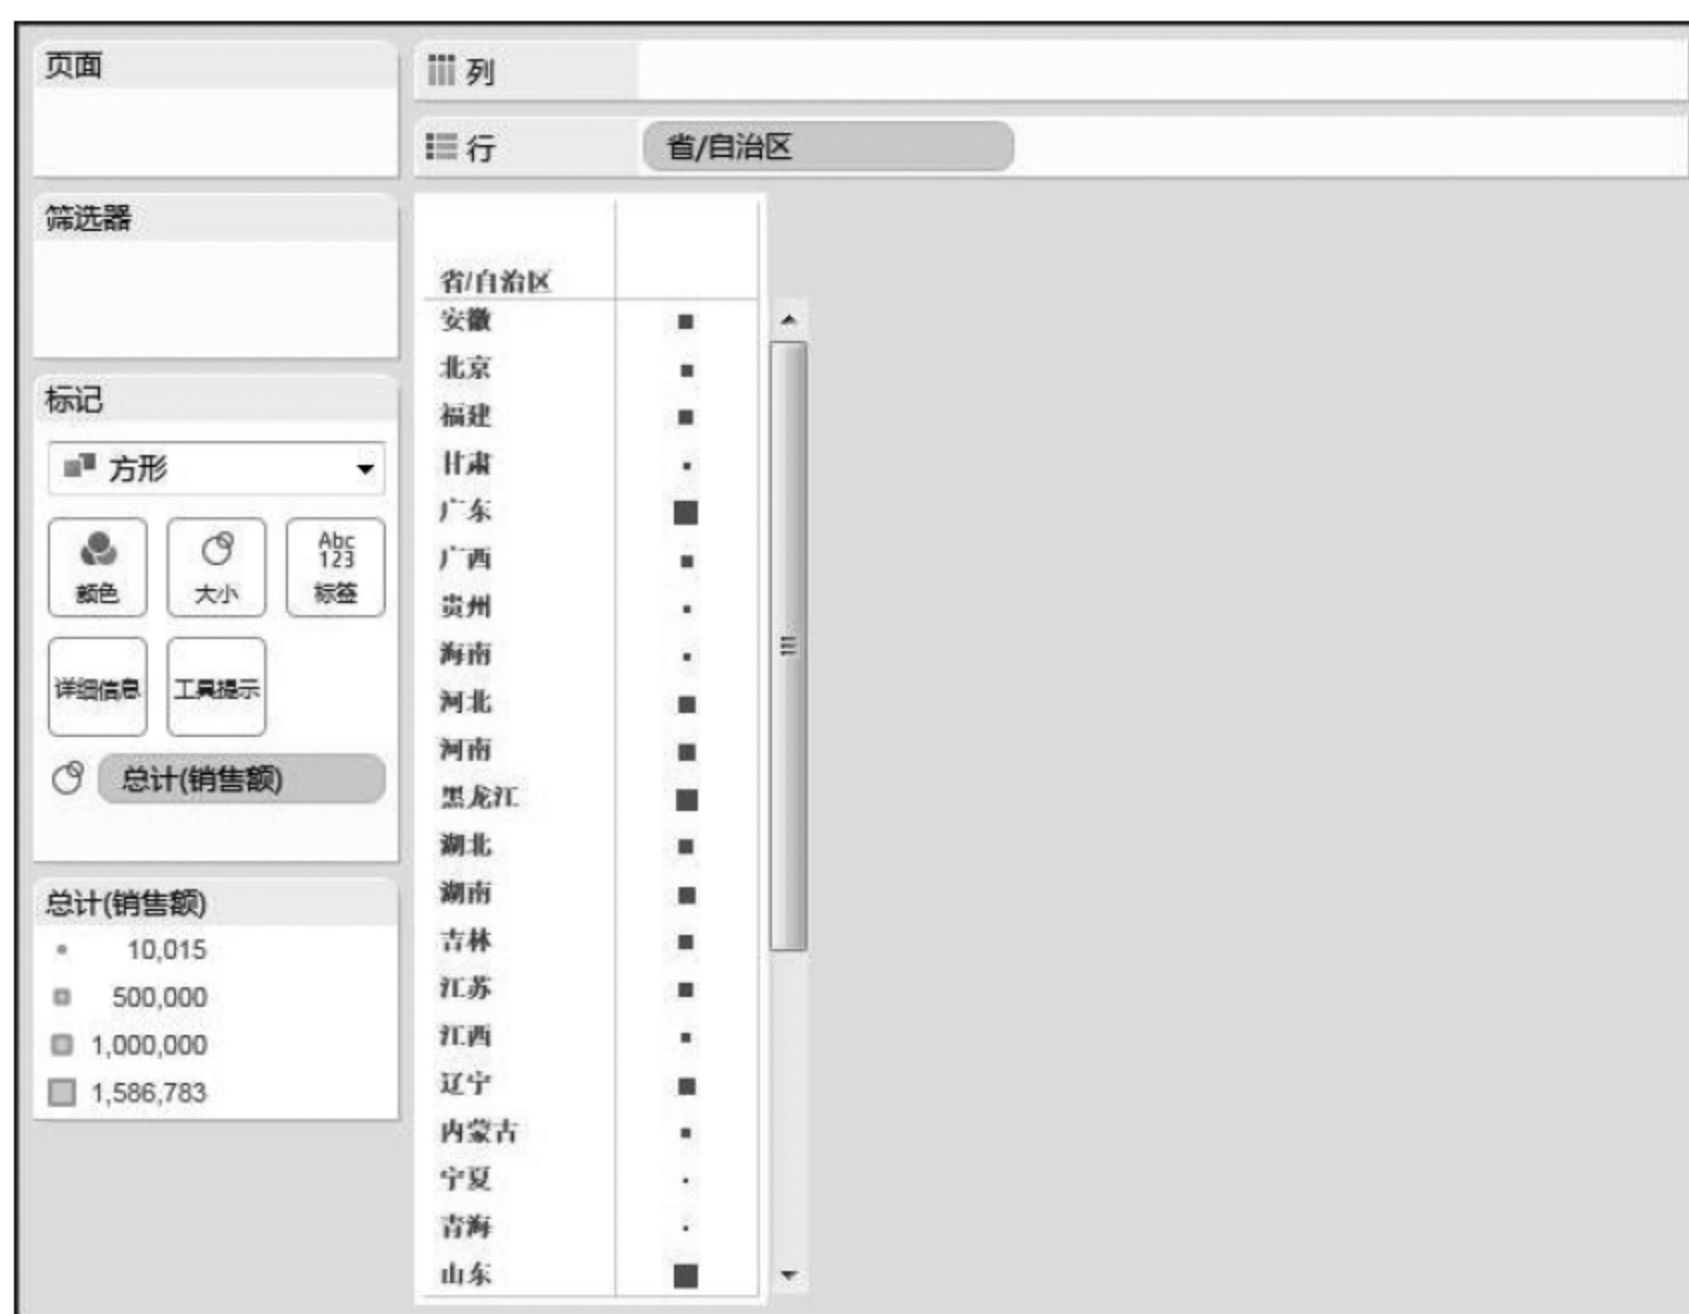 页面
列
行 省/自治区
筛选器
省/自治区
安徽
北京
福建
甘肃
广东
广西
贵州
海南
河北
河南
黑龙江
湖北
湖南
吉林
江苏
江西
辽宁
内蒙古
宁夏
青海
山东
标记
方形
颜色
大小
Abc
123
标签
详细信息
工具提示
总计(销售额)
总计(销售额)
10,015
500,000
1,000,000
1,586,783